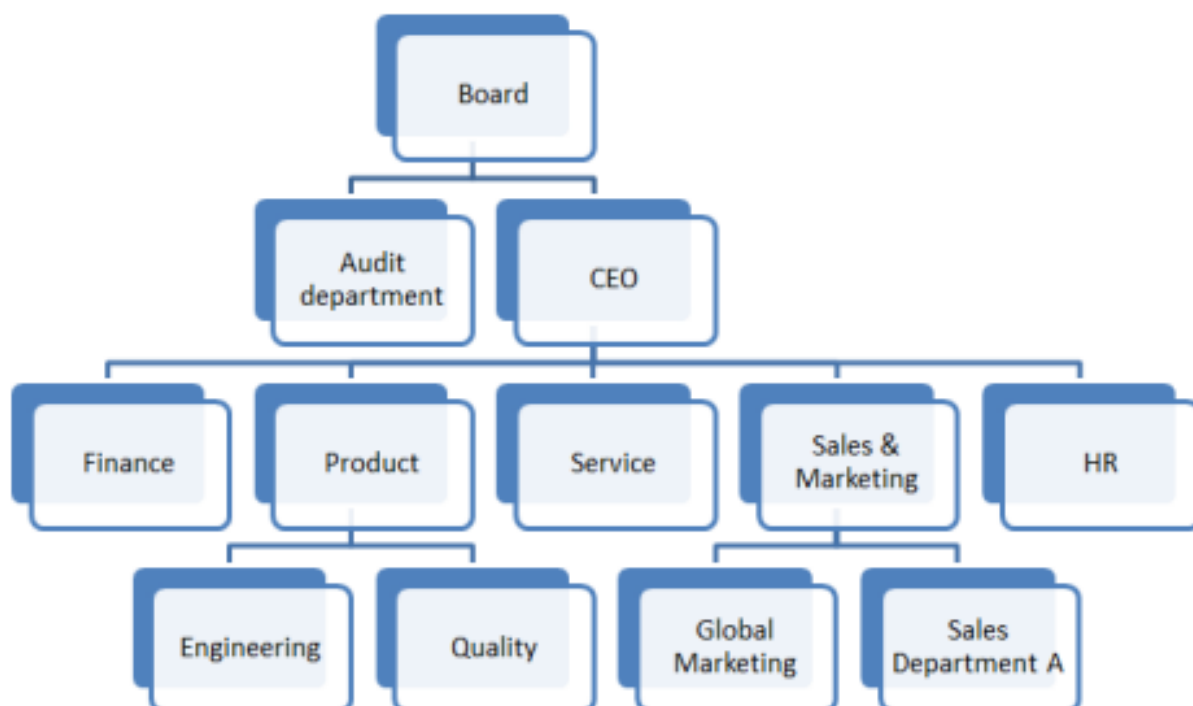 Board
Audit
department
CEO
Finance
Product
Service
Sales &
Marketing
HR
Engineering
Quality
Global
Marketing
Sales
Department A